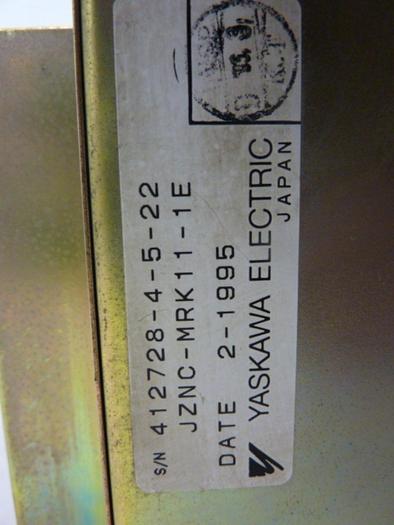 S/N 412728-4-5-22
JZNC-MRK11-1E
DATE 2-1995
YASKAWA ELECTRIC
JAPAN